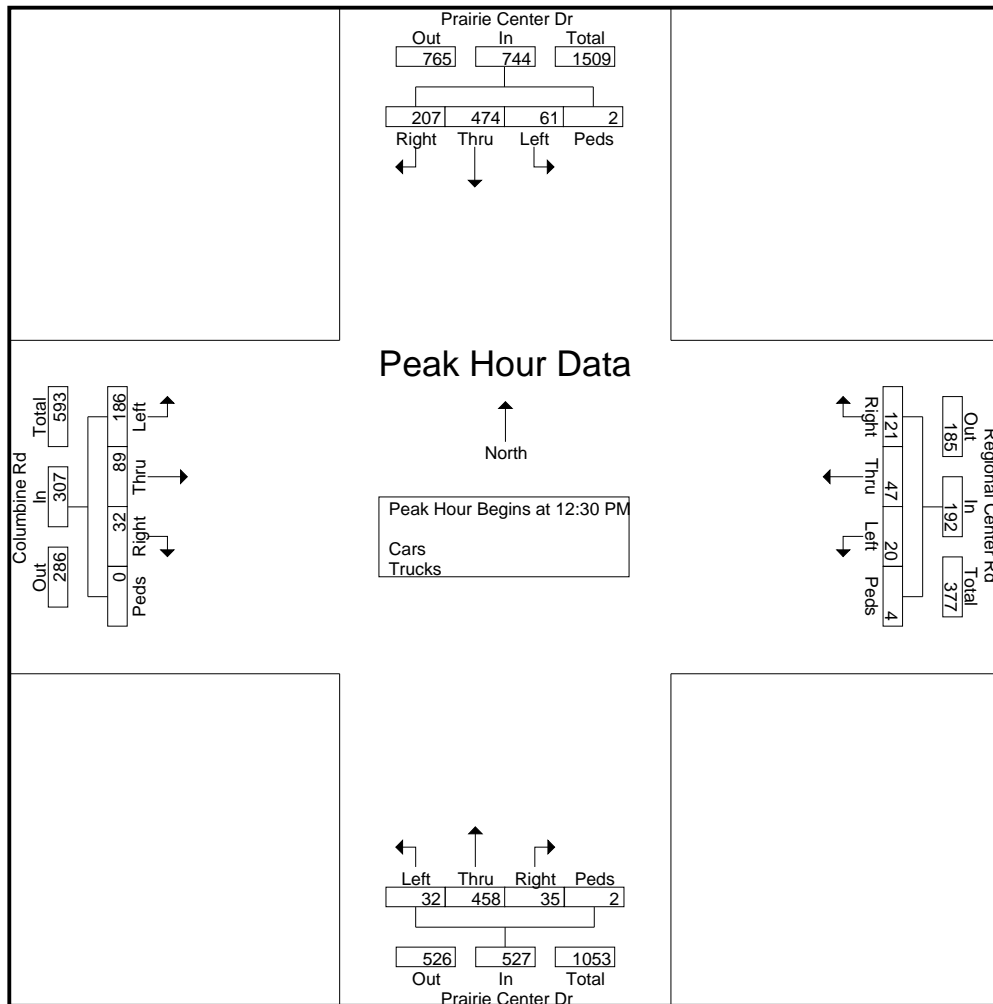 Prairie Center Dr
Out In Total
765 744 1509
207 474 61 2
Right Thru Left Peds
Peak Hour Data
North
Peak Hour Begins at 12:30 PM
Cars
Trucks
Columbine Rd
Out In Total
286 307 593
186 89 32 0
Left Thru Right Peds
Regional Center Rd
Out In Total
185 192 377
121 47 20 4
Right Thru Left Peds
Left Thru Right Peds
32 458 35 2
526 527 1053
Out In Total
Prairie Center Dr